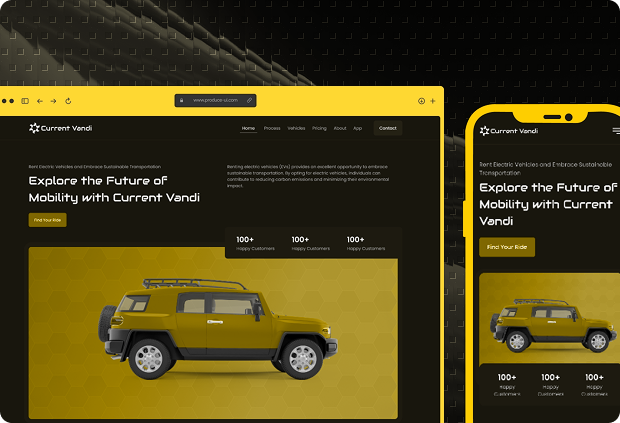 www.produce-ui.com
Current Vandi
Home Process Vehicles Pricing About App Contact
Rent Electric Vehicles and Embrace Sustainable Transportation
Explore the Future of
Mobility with Current Vandi
Find Your Ride
Renting electric vehicles (EVs) provides an excellent opportunity to embrace
sustainable transportation. By opting for electric vehicles, individuals can
contribute to reducing carbon emissions and minimizing their environmental
impact.
100+ 100+ 100+
Happy Customers Happy Customers Happy Customers
Current Vandi
Rent Electric Vehicles and Embrace Sustainable
Transportation
Explore the Future of
Mobility with Current
Vandi
Find Your Ride
100+ 100+ 100+
Happy Happy Happy
Customers Customers Customers